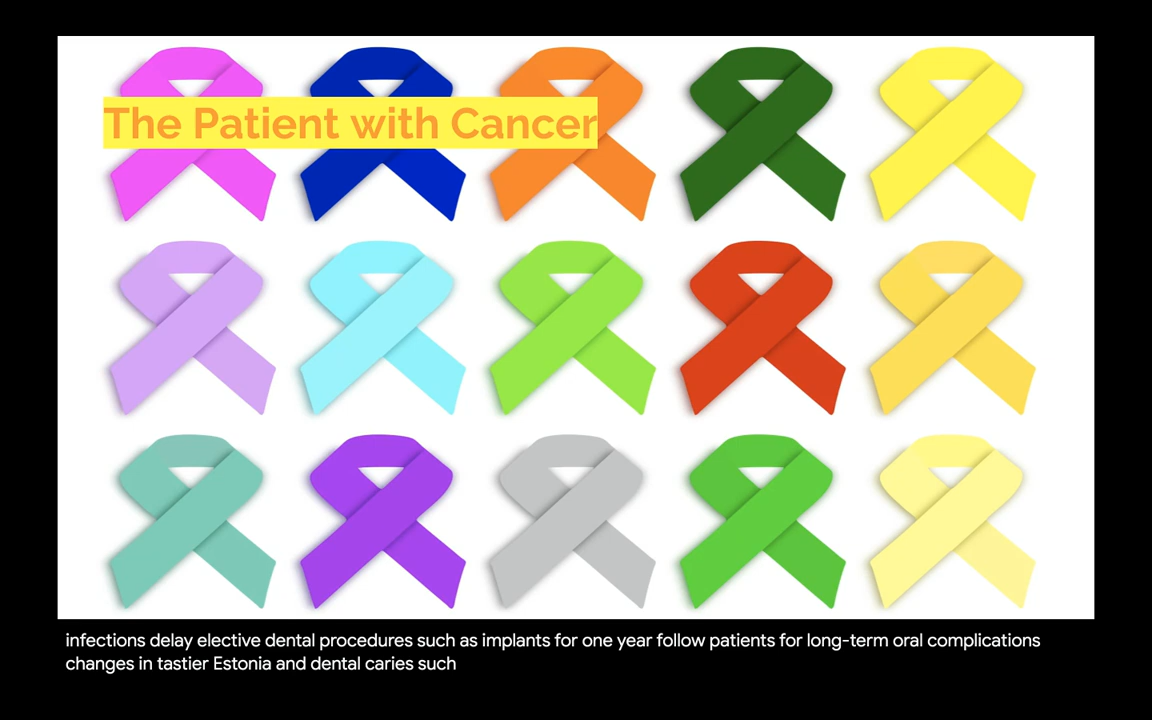 The Patient with Cancer
infections delay elective dental procedures such as implants for one year follow patients for long-term oral complications
changes in tastier Estonia and dental caries such